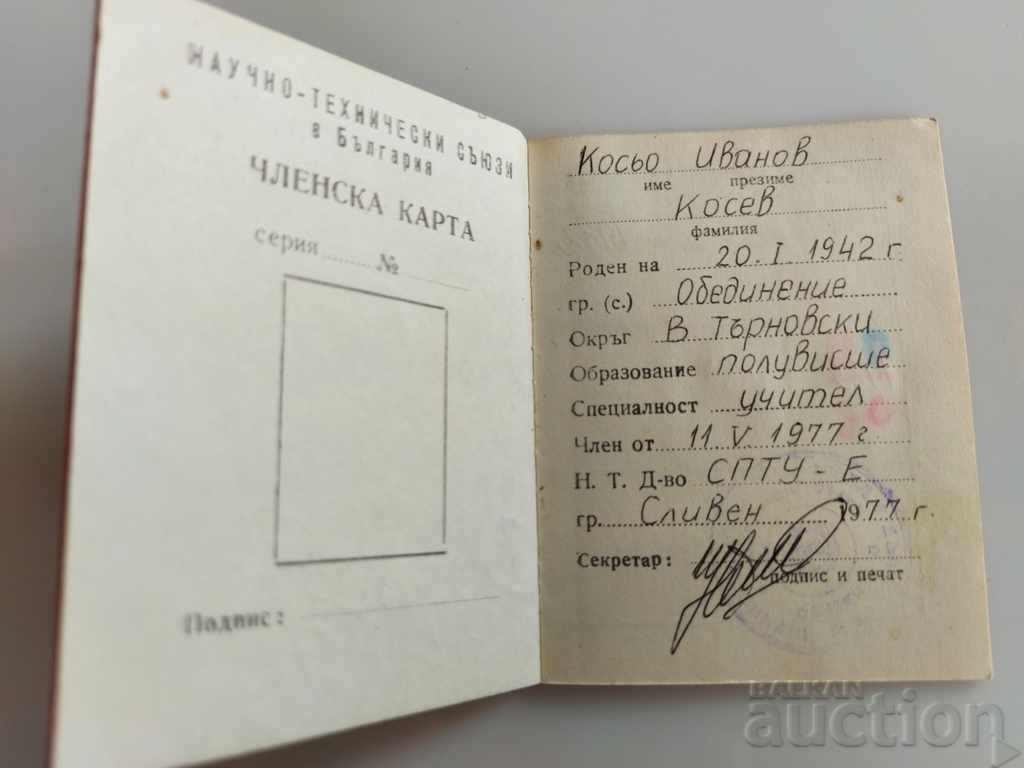 НАУЧНО-ТЕХНИЧЕСКИ СЪЮЗИ
в България
ЧЛЕНСКА КАРТА
серия ........ № ........
Подпис: ........
Косьо Иванов
име презиме
Косев
фамилия
Роден на 20. I. 1942 г.
гр. (с.) Обединение
Окръг В. Търновски
Образование полувисше
Специалност учител
Член от 11 V. 1977 г
Н. Т. Д-во СПТУ - Е
гр. Сливен 1977 г.
Секретар:
подпис и печат
BALKAN
auction